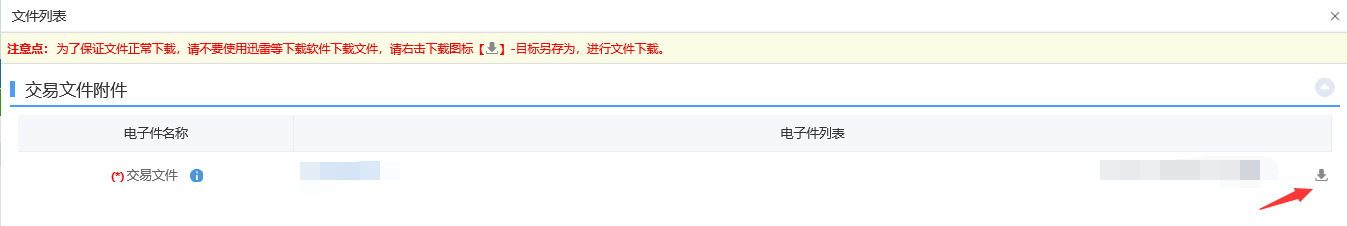 文件列表
注意点：为了保证文件正常下载，请不要使用迅雷等下载软件下载文件，请右击下载图标【】-目标另存为，进行文件下载。
交易文件附件
电子件名称 电子件列表
(*)交易文件